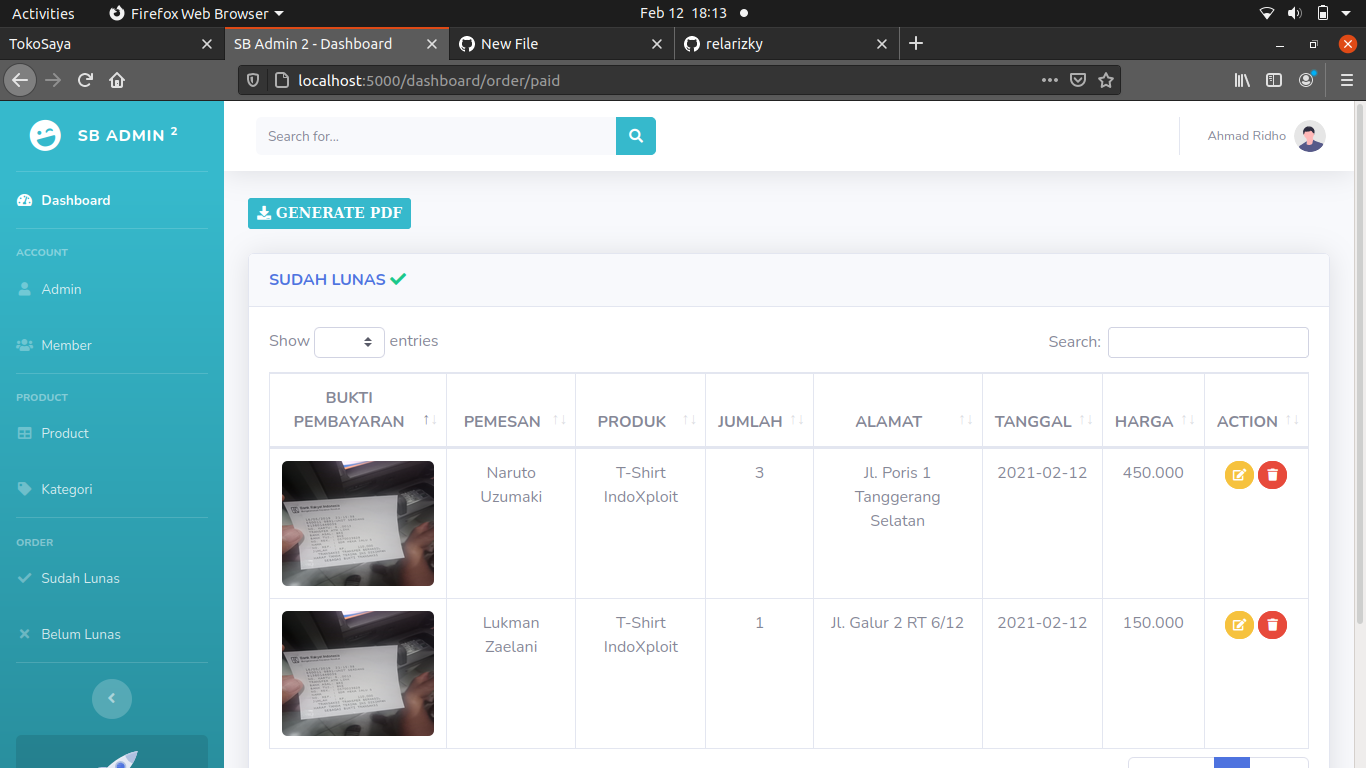 Activities Firefox Web Browser Feb 12 18:13
TokoSaya SB Admin 2 - Dashboard New File relarizky
localhost:5000/dashboard/order/paid
SB ADMIN 2
Search for...
Ahmad Ridho
Dashboard
ACCOUNT
Admin
Member
PRODUCT
Product
Kategori
ORDER
Sudah Lunas
Belum Lunas
GENERATE PDF
SUDAH LUNAS
Show entries Search:
BUKTI
PEMBAYARAN PEMESAN PRODUK JUMLAH ALAMAT TANGGAL HARGA ACTION
Naruto T-Shirt 3 Jl. Poris 1 2021-02-12 450.000
Uzumaki IndoXploit Tanggerang
Selatan
Lukman T-Shirt 1 Jl. Galur 2 RT 6/12 2021-02-12 150.000
Zaelani IndoXploit